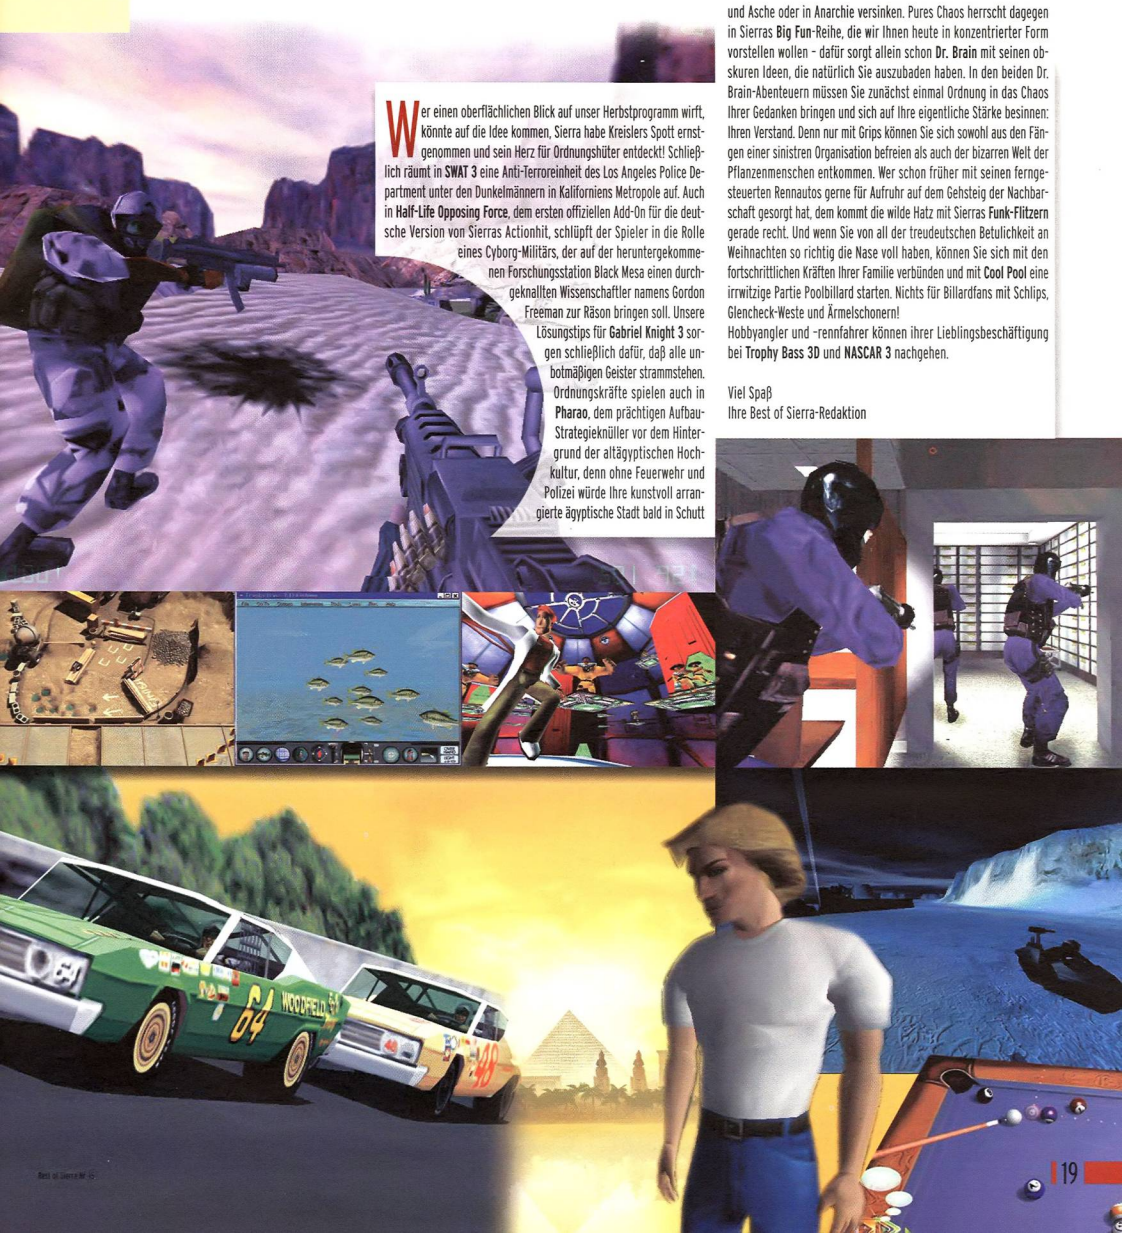 Wer einen oberflächlichen Blick auf unser Herbstprogramm wirft,
könnte auf die Idee kommen, Sierra habe Kreislers Spott ernst-
genommen und sein Herz für Ordnungshüter entdeckt! Schließ-
lich räumt in SWAT 3 eine Anti-Terroreinheit des Los Angeles Police De-
partment unter den Dunkelmännern in Kaliforniens Metropole auf. Auch
in Half-Life Opposing Force, dem ersten offiziellen Add-On für die deut-
sche Version von Sierras Actionhit, schlüpft der Spieler in die Rolle
eines Cyborg-Militärs, der auf der heruntergekomme-
nen Forschungsstation Black Mesa einen durch-
geknallten Wissenschaftler namens Gordon
Freeman zur Räson bringen soll. Unsere
Lösungstips für Gabriel Knight 3 sor-
gen schließlich dafür, daß alle un-
botmäßigen Geister strammstehen.
Ordnungskräfte spielen auch in
Pharao, dem prächtigen Aufbau-
Strategieknüller vor dem Hinter-
grund der altägyptischen Hoch-
kultur, denn ohne Feuerwehr und
Polizei würde Ihre kunstvoll arran-
gierte ägyptische Stadt bald in Schutt
und Asche oder in Anarchie versinken. Pures Chaos herrscht dagegen
in Sierras Big Fun-Reihe, die wir Ihnen heute in konzentrierter Form
vorstellen wollen - dafür sorgt allein schon Dr. Brain mit seinen ob-
skuren Ideen, die natürlich Sie auszubaden haben. In den beiden Dr.
Brain-Abenteuern müssen Sie zunächst einmal Ordnung in das Chaos
Ihrer Gedanken bringen und sich auf Ihre eigentliche Stärke besinnen:
Ihren Verstand. Denn nur mit Grips können Sie sich sowohl aus den Fän-
gen einer sinistren Organisation befreien als auch der bizarren Welt der
Pflanzenmenschen entkommen. Wer schon früher mit seinen fernge-
steuerten Rennautos gerne für Aufruhr auf dem Gehsteig der Nachbar-
schaft gesorgt hat, dem kommt die wilde Hatz mit Sierras Funk-Flitzern
gerade recht. Und wenn Sie von all der treudeutschen Betulichkeit an
Weihnachten so richtig die Nase voll haben, können Sie sich mit den
fortschrittlichen Kräften Ihrer Familie verbünden und mit Cool Pool eine
irrwitzige Partie Poolbillard starten. Nichts für Billardfans mit Schlips,
Glencheck-Weste und Ärmelschonern!
Hobbyangler und -rennfahrer können ihrer Lieblingsbeschäftigung
bei Trophy Bass 3D und NASCAR 3 nachgehen.
Viel Spaß
Ihre Best of Sierra-Redaktion
64
WOODFIELD
48
19